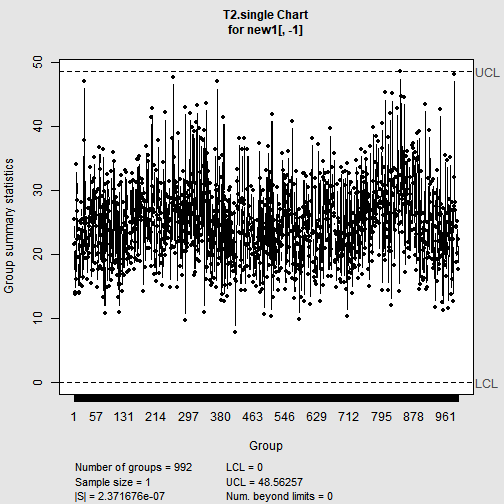 T2.single Chart
for new1[, -1]
Group summary statistics
50
40
30
20
10
0
UCL
LCL
1 57 131 214 297 380 463 546 629 712 795 878 961
Group
Number of groups = 992 LCL = 0
Sample size = 1 UCL = 48.56257
|S| = 2.371676e-07 Num. beyond limits = 0